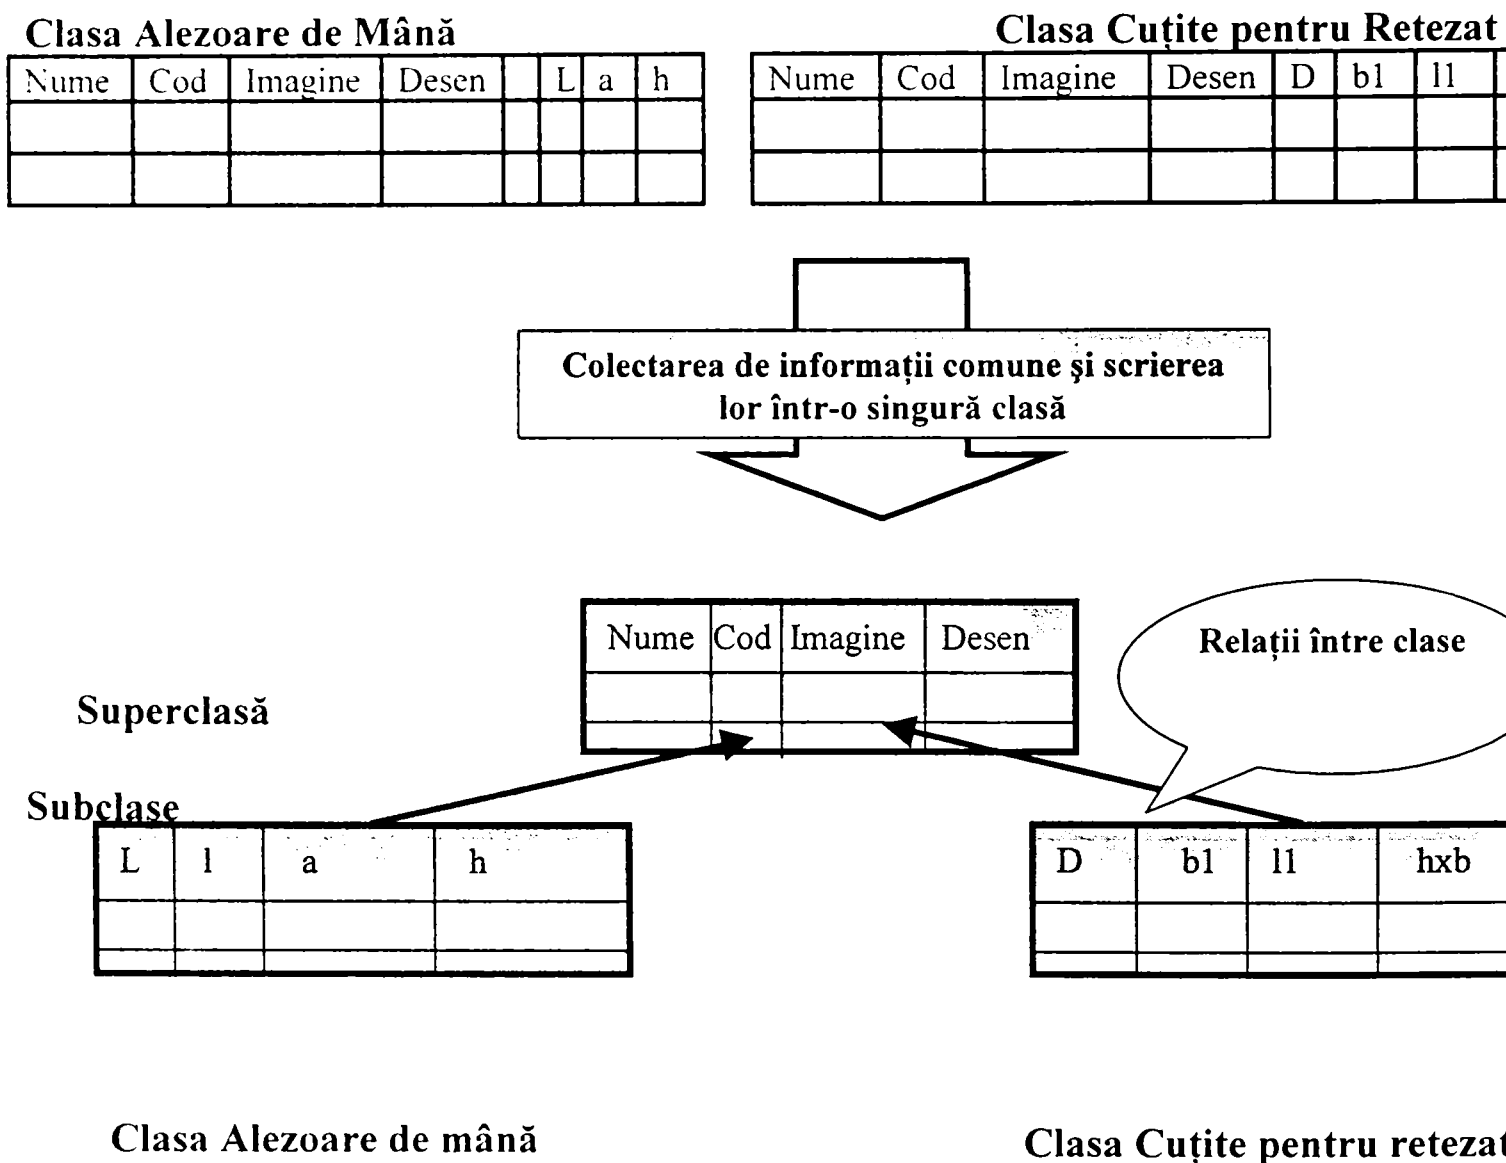 Clasa Alezoare de Mână
Clasa Cuțite pentru Retezat
Nume Cod Imagine Desen L a h
Nume Cod Imagine Desen D b1 l1
Colectarea de informații comune și scrierea
lor într-o singură clasă
Nume Cod Imagine Desen
Relații între clase
Superclasă
Subclase
L l a h
D b1 l1 hxb
Clasa Alezoare de mână
Clasa Cuțite pentru retezat